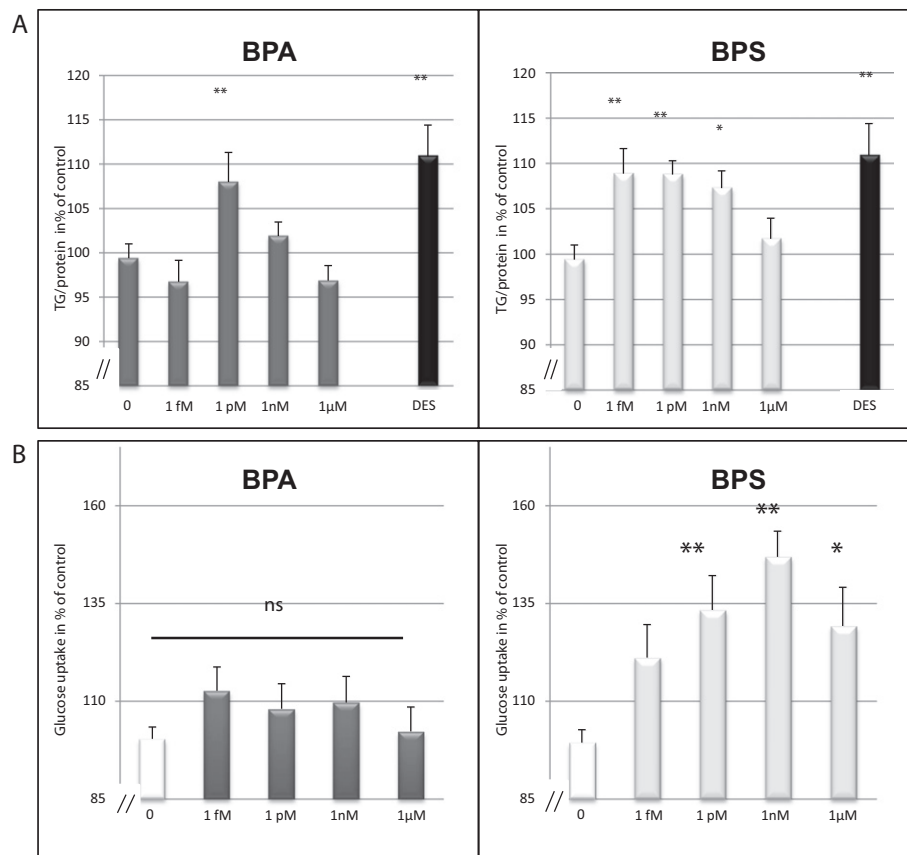 A
BPA
BPS
TG/protein in % of control
120
115
110
105
100
95
90
85
//
**
**
0
1 fM
1 pM
1nM
1µM
DES
TG/protein in % of control
120
115
110
105
100
95
90
85
//
**
**
*
**
0
1 fM
1 pM
1nM
1µM
DES
B
BPA
BPS
Glucose uptake in % of control
160
135
110
85
//
ns
0
1 fM
1 pM
1nM
1µM
Glucose uptake in % of control
160
135
110
85
//
**
**
*
0
1 fM
1 pM
1nM
1µM